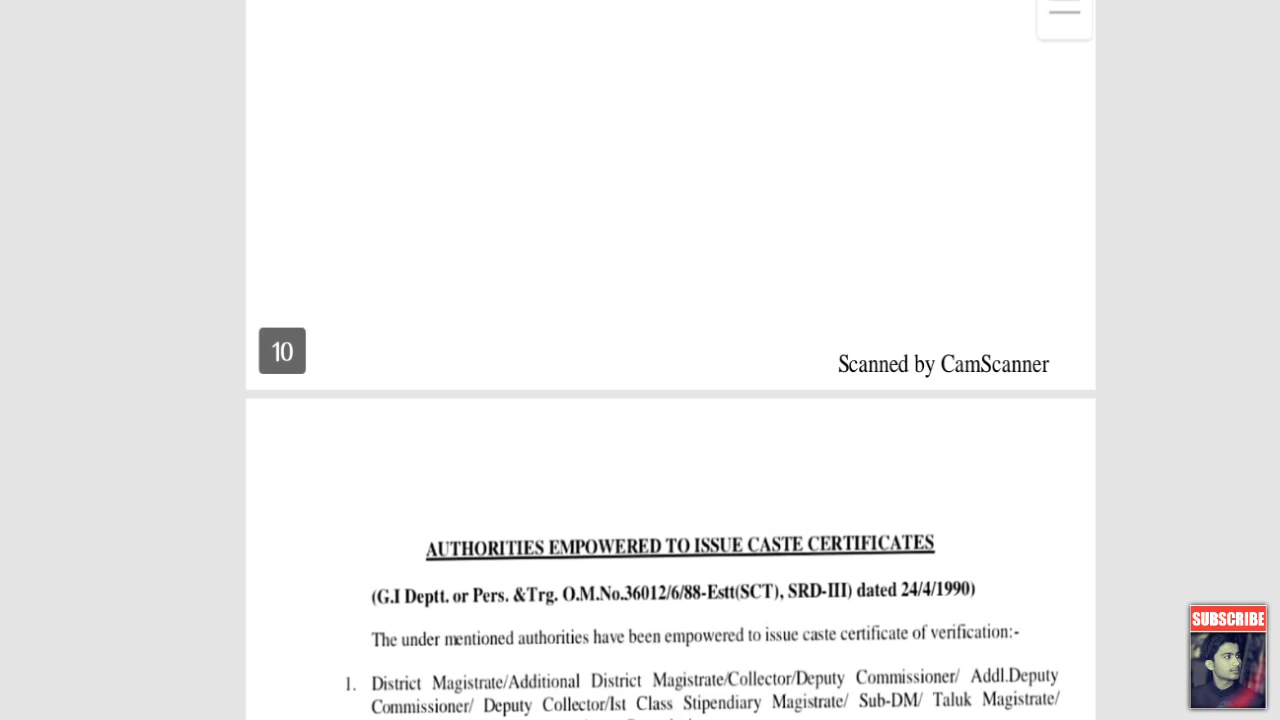 10
Scanned by CamScanner
AUTHORITIES EMPOWERED TO ISSUE CASTE CERTIFICATES
(G.I Deptt. or Pers. &Trg. O.M.No.36012/6/88-Estt(SCT), SRD-III) dated 24/4/1990)
The under mentioned authorities have been empowered to issue caste certificate of verification:-
1. District Magistrate/Additional District Magistrate/Collector/Deputy Commissioner/ Addl.Deputy
Commissioner/ Deputy Collector/Ist Class Stipendiary Magistrate/ Sub-DM/ Taluk Magistrate/
SUBSCRIBE